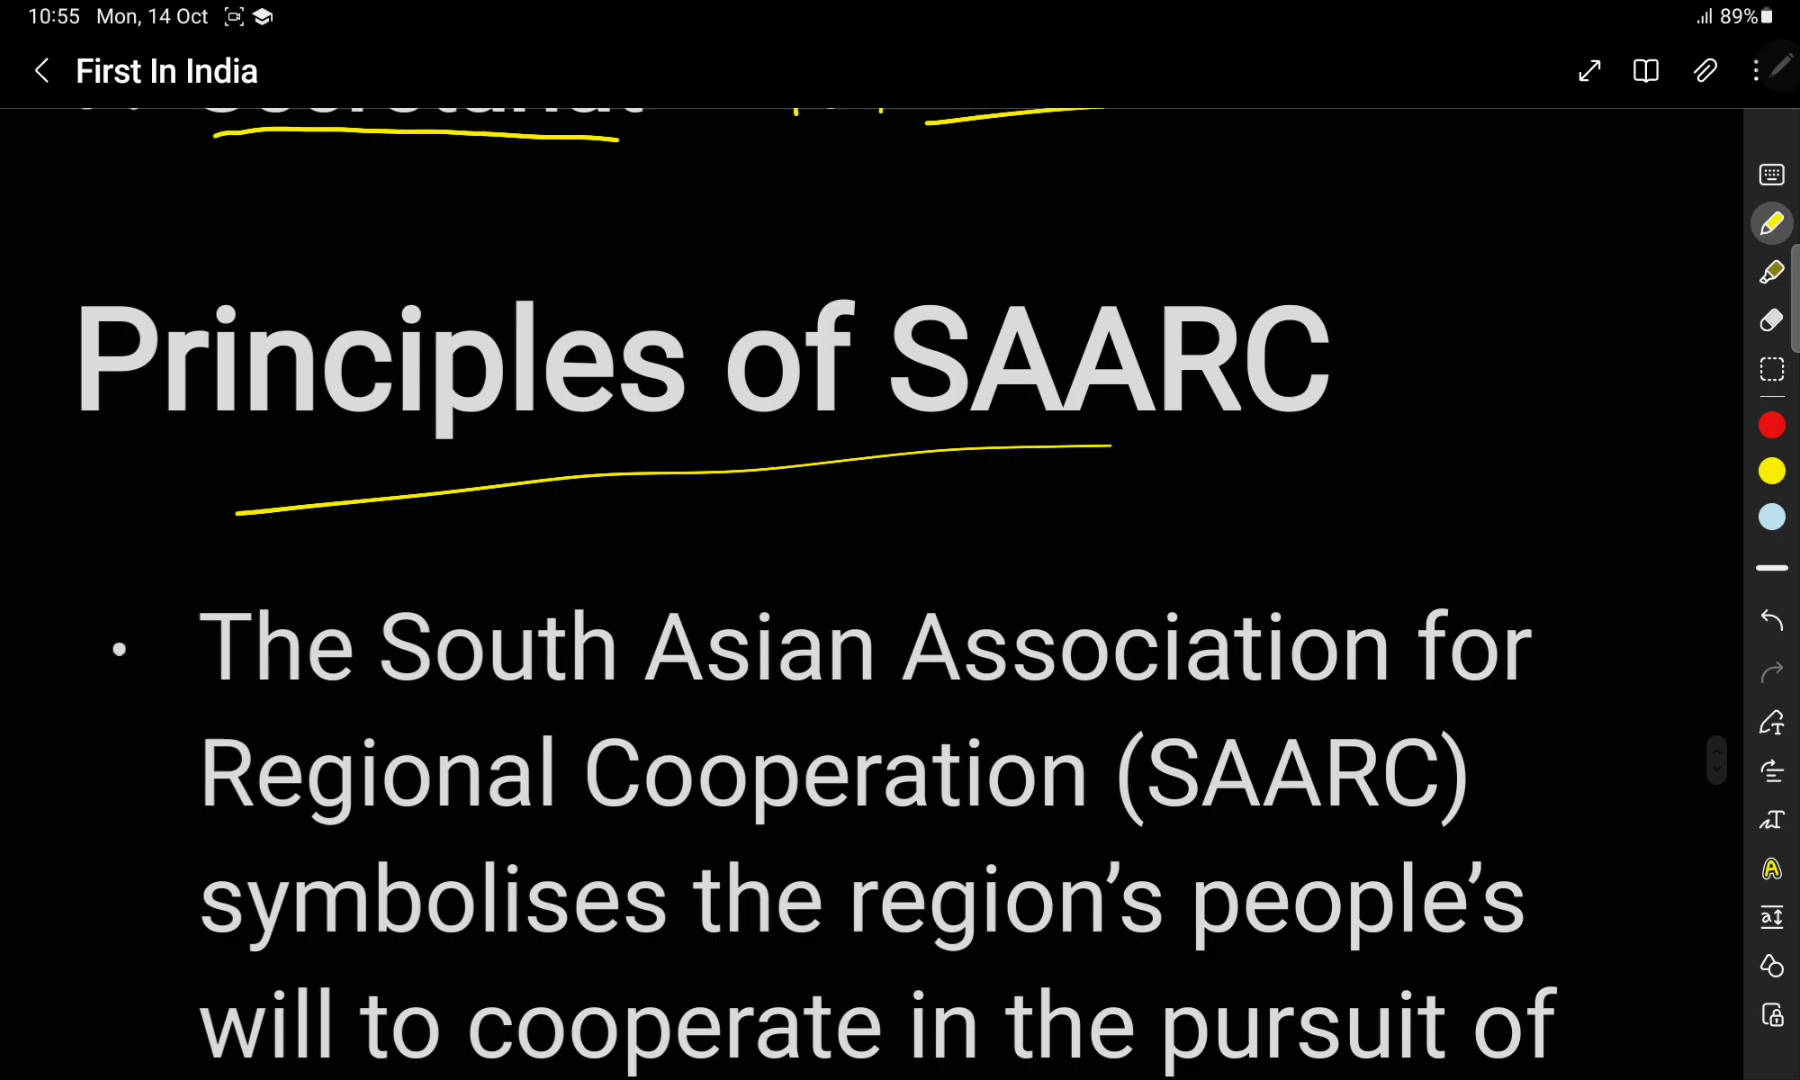 10:55 Mon, 14 Oct 89%
First In India
Secretariat
Principles of SAARC
• The South Asian Association for
Regional Cooperation (SAARC)
symbolises the region's people's
will to cooperate in the pursuit of